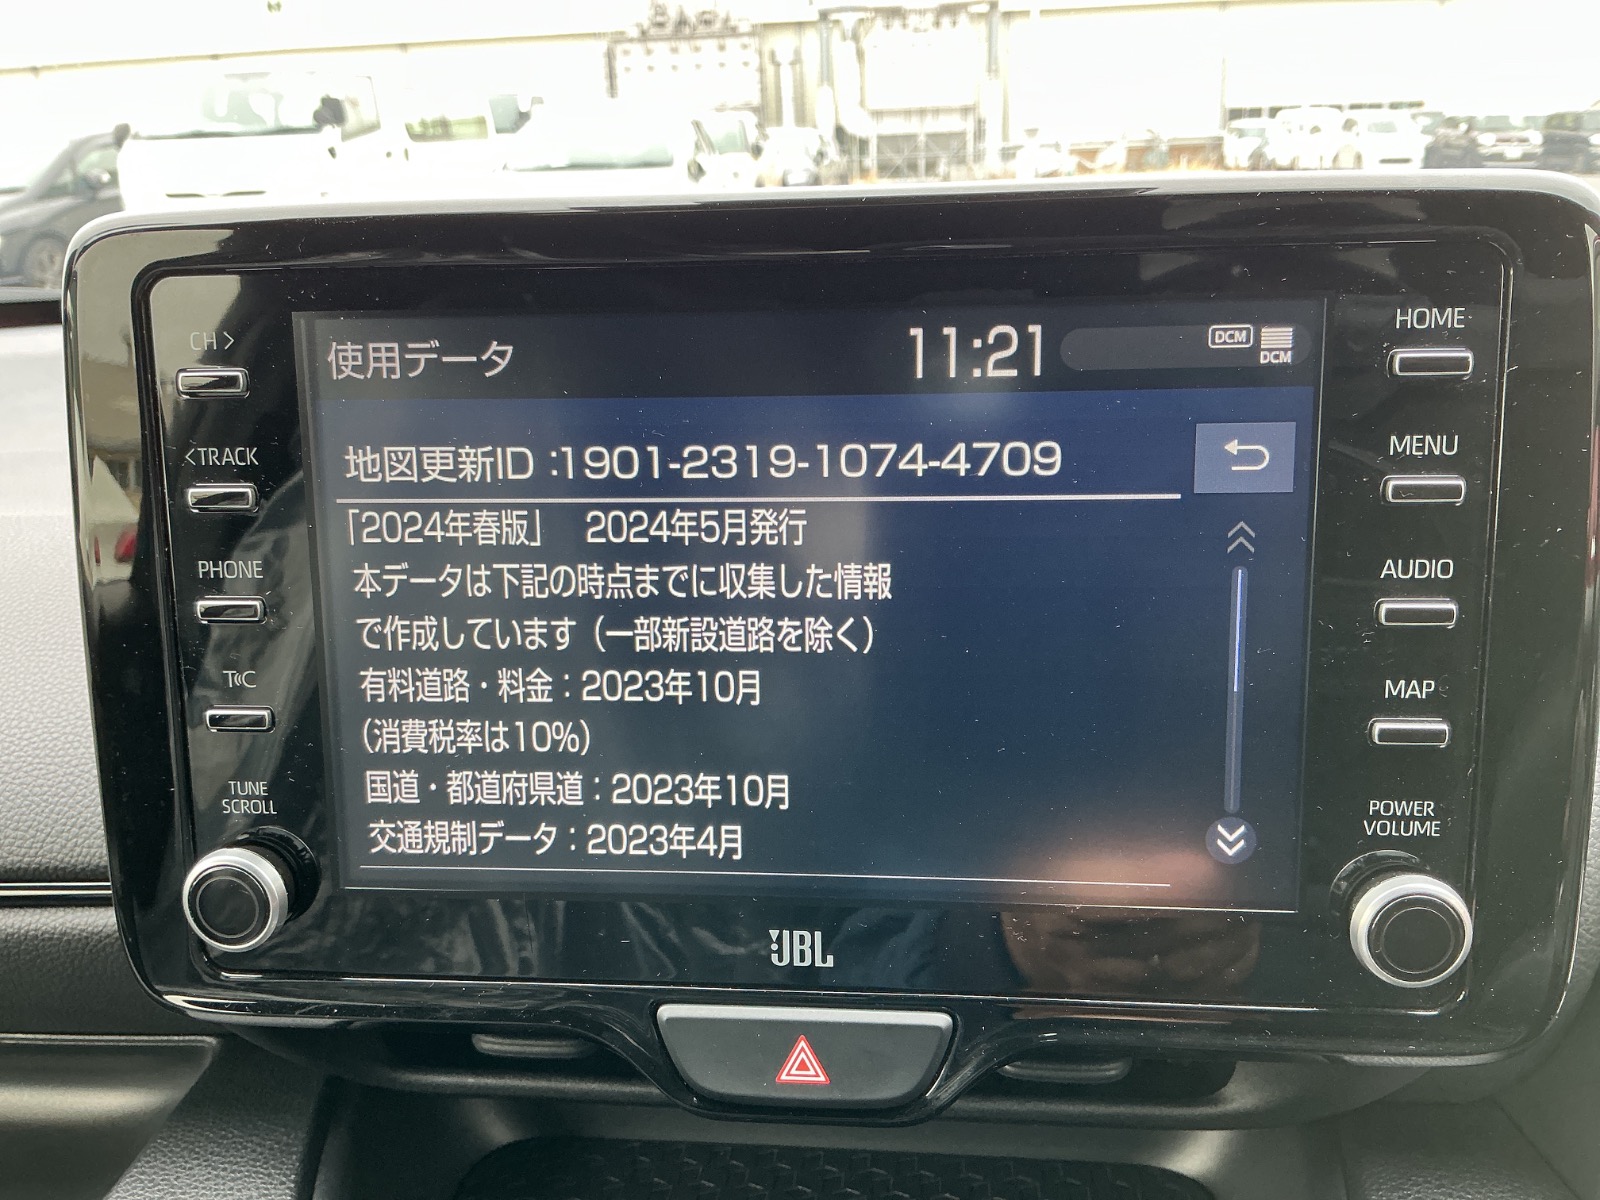 使用データ
11:21
DCM
DCM
地図更新ID :1901-2319-1074-4709
「2024年春版」 2024年5月発行
本データは下記の時点までに収集した情報
で作成しています（一部新設道路を除く）
有料道路・料金：2023年10月
（消費税率は10%）
国道・都道府県道：2023年10月
交通規制データ：2023年4月
CH>
<TRACK
PHONE
T«C
TUNE
SCROLL
HOME
MENU
AUDIO
MAP
POWER
VOLUME
JBL